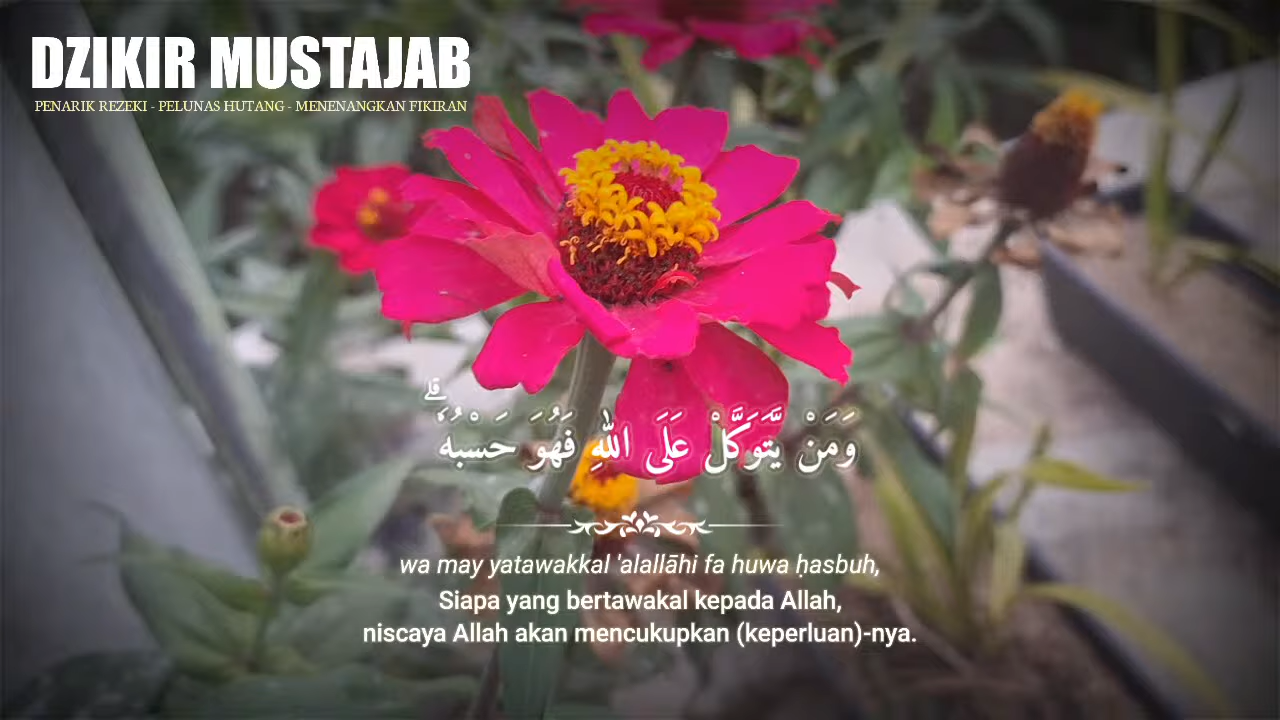 DZIKIR MUSTAJAB
PENARIK REZEKI - PELUNAS HUTANG - MENENANGKAN FIKIRAN
وَمَنْ يَّتَوَكَّلْ عَلَى اللّٰهِ فَهُوَ حَسْبُهٗ ۗ
wa may yatawakkal 'alallāhi fa huwa ḥasbuh,
Siapa yang bertawakal kepada Allah,
niscaya Allah akan mencukupkan (keperluan)-nya.